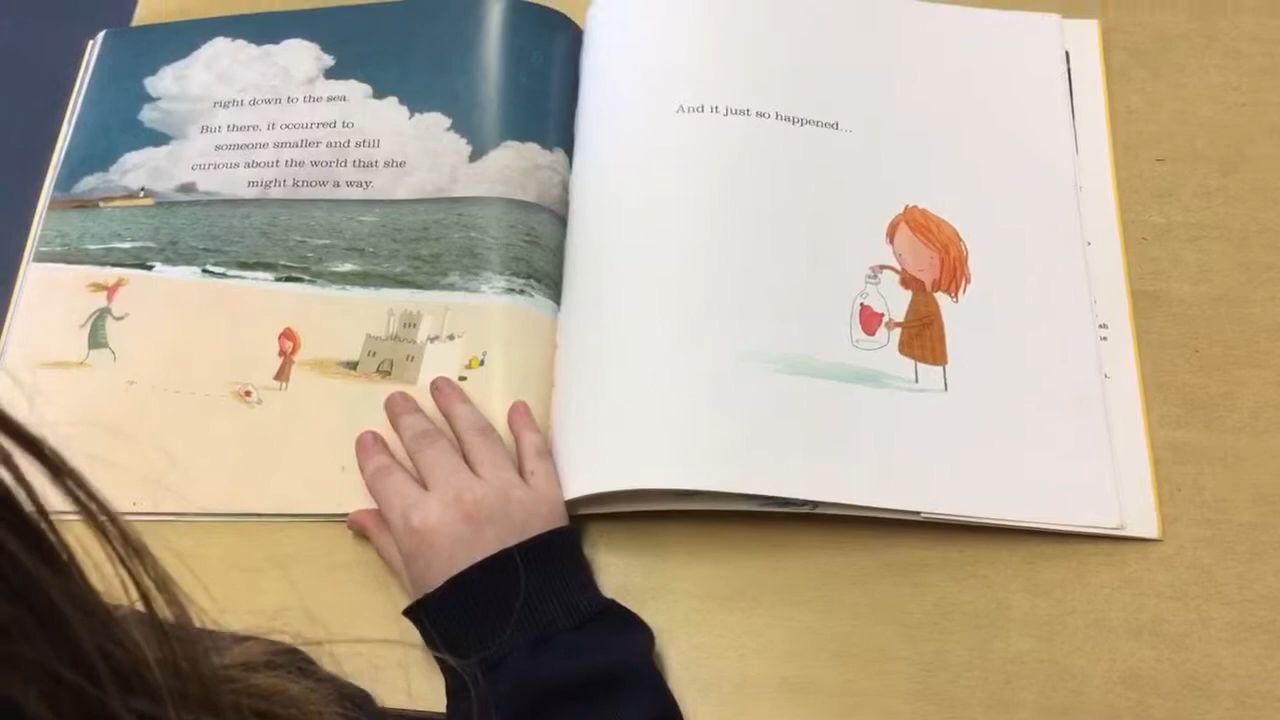 right down to the sea.
But there, it occurred to
someone smaller and still
curious about the world that she
might know a way.
And it just so happened...